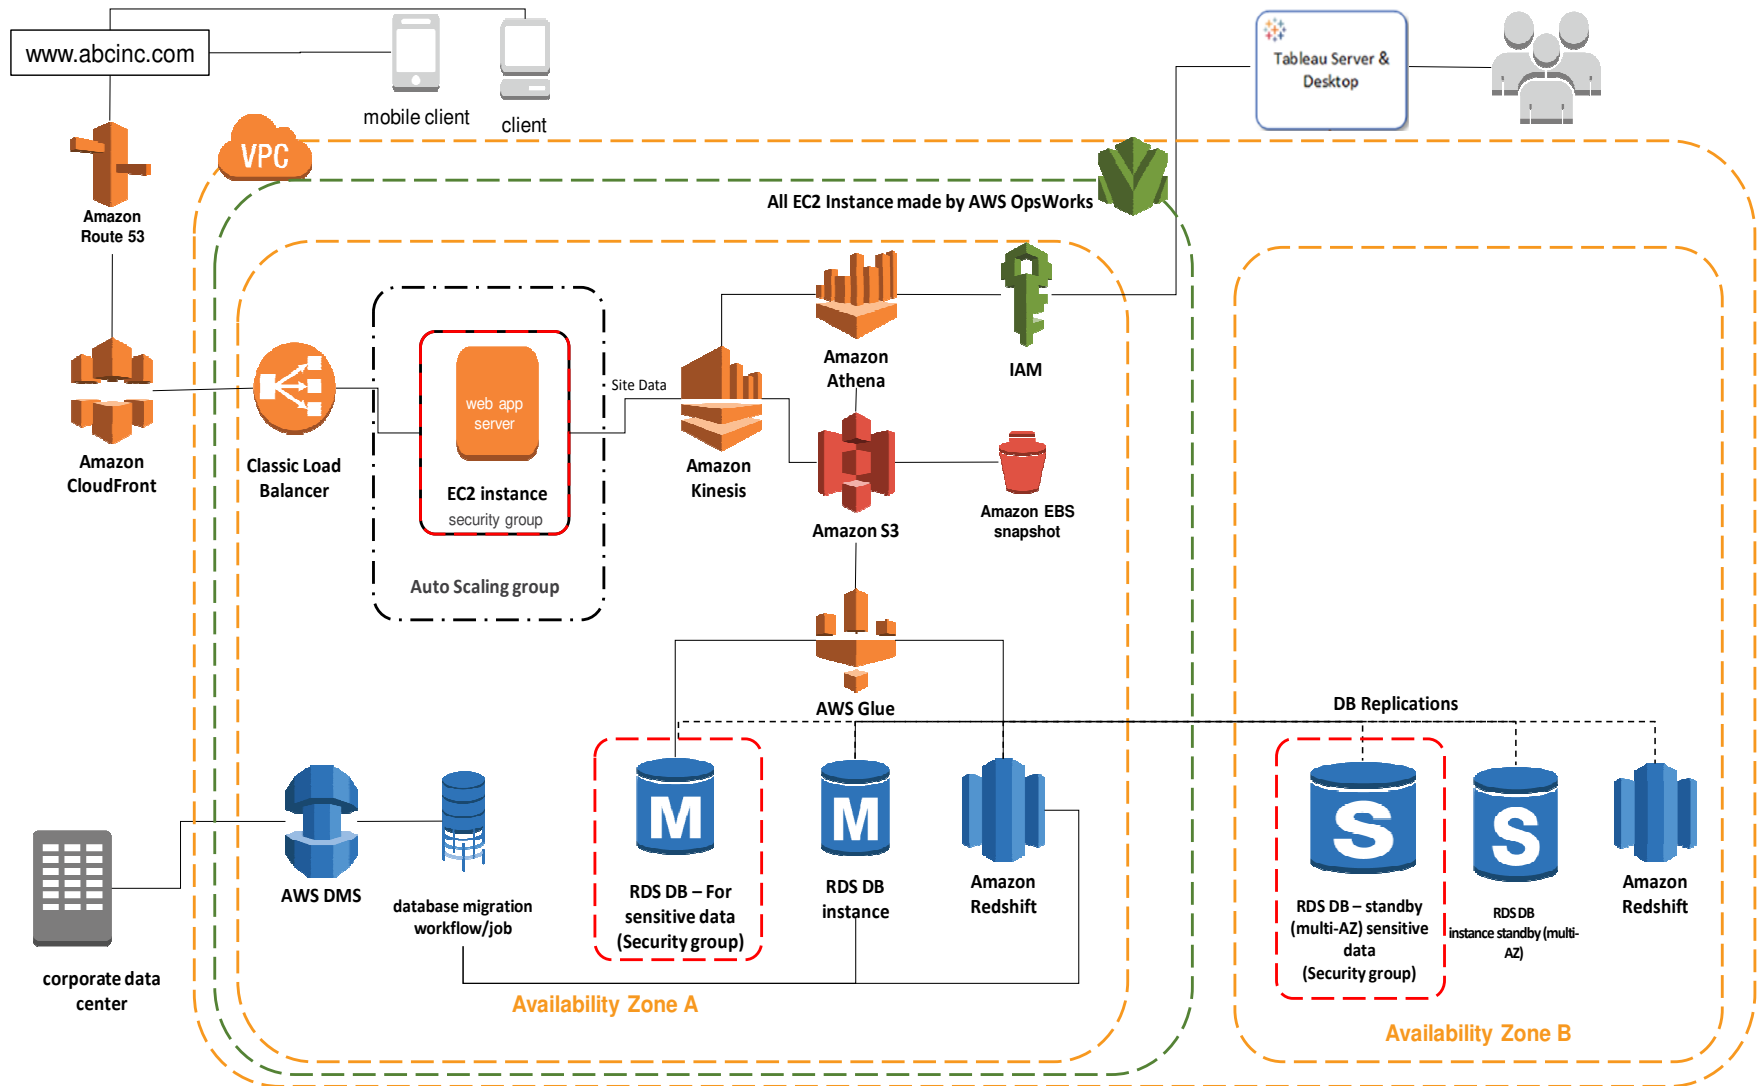 www.abcinc.com
mobile client
client
Tableau Server &
Desktop
Amazon
Route 53
VPC
All EC2 Instance made by AWS OpsWorks
Amazon
CloudFront
Classic Load
Balancer
web app
server
EC2 instance
security group
Auto Scaling group
Site Data
Amazon
Kinesis
Amazon
Athena
IAM
Amazon S3
Amazon EBS
snapshot
AWS Glue
DB Replications
corporate data
center
AWS DMS
database migration
workflow/job
M
RDS DB – For
sensitive data
(Security group)
M
RDS DB
instance
Amazon
Redshift
Availability Zone A
S
RDS DB – standby
(multi-AZ) sensitive
data
(Security group)
S
RDS DB
instance standby (multi-
AZ)
Amazon
Redshift
Availability Zone B